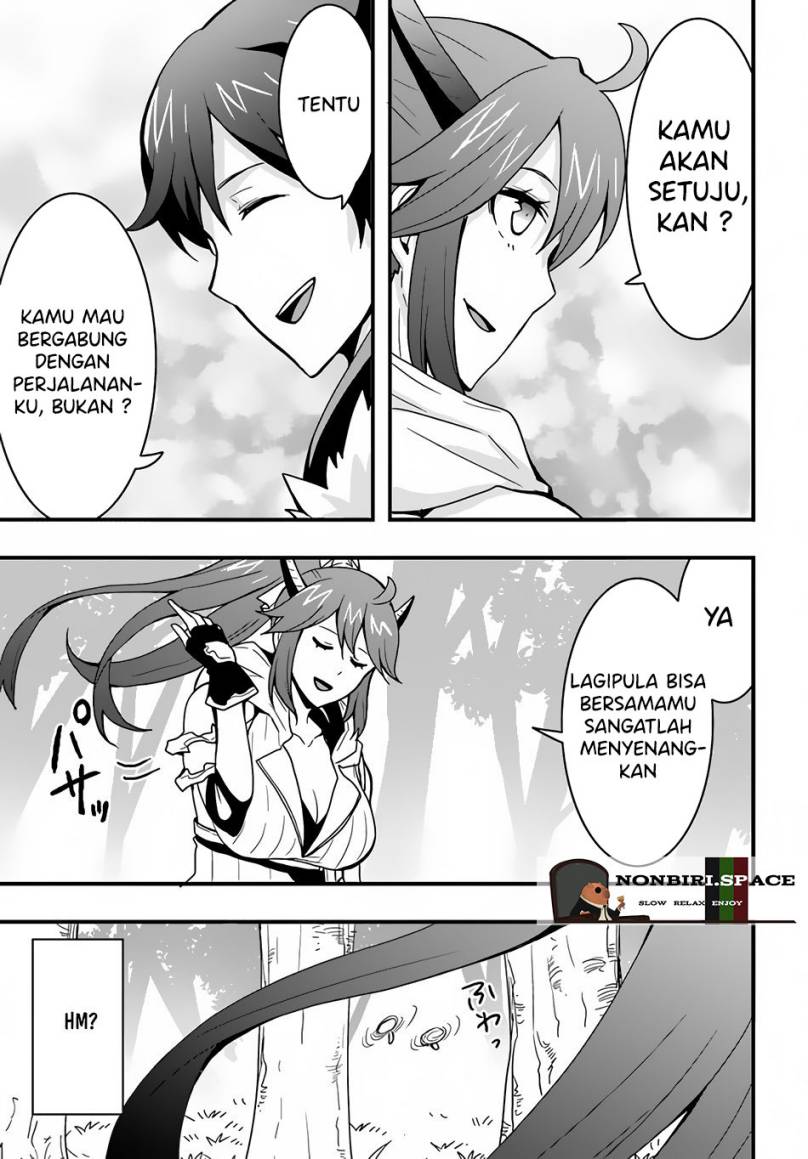 KAMU
AKAN
SETUJU,
KAN ?
TENTU
KAMU MAU
BERGABUNG
DENGAN
PERJALANAN-
KU, BUKAN ?
YA
LAGIPULA BISA
BERSAMAMU
SANGATLAH
MENYENANG-
KAN
パサッ
NONBIRI.SPACE
SLOW RELAX ENJOY
HM?
ふわっ